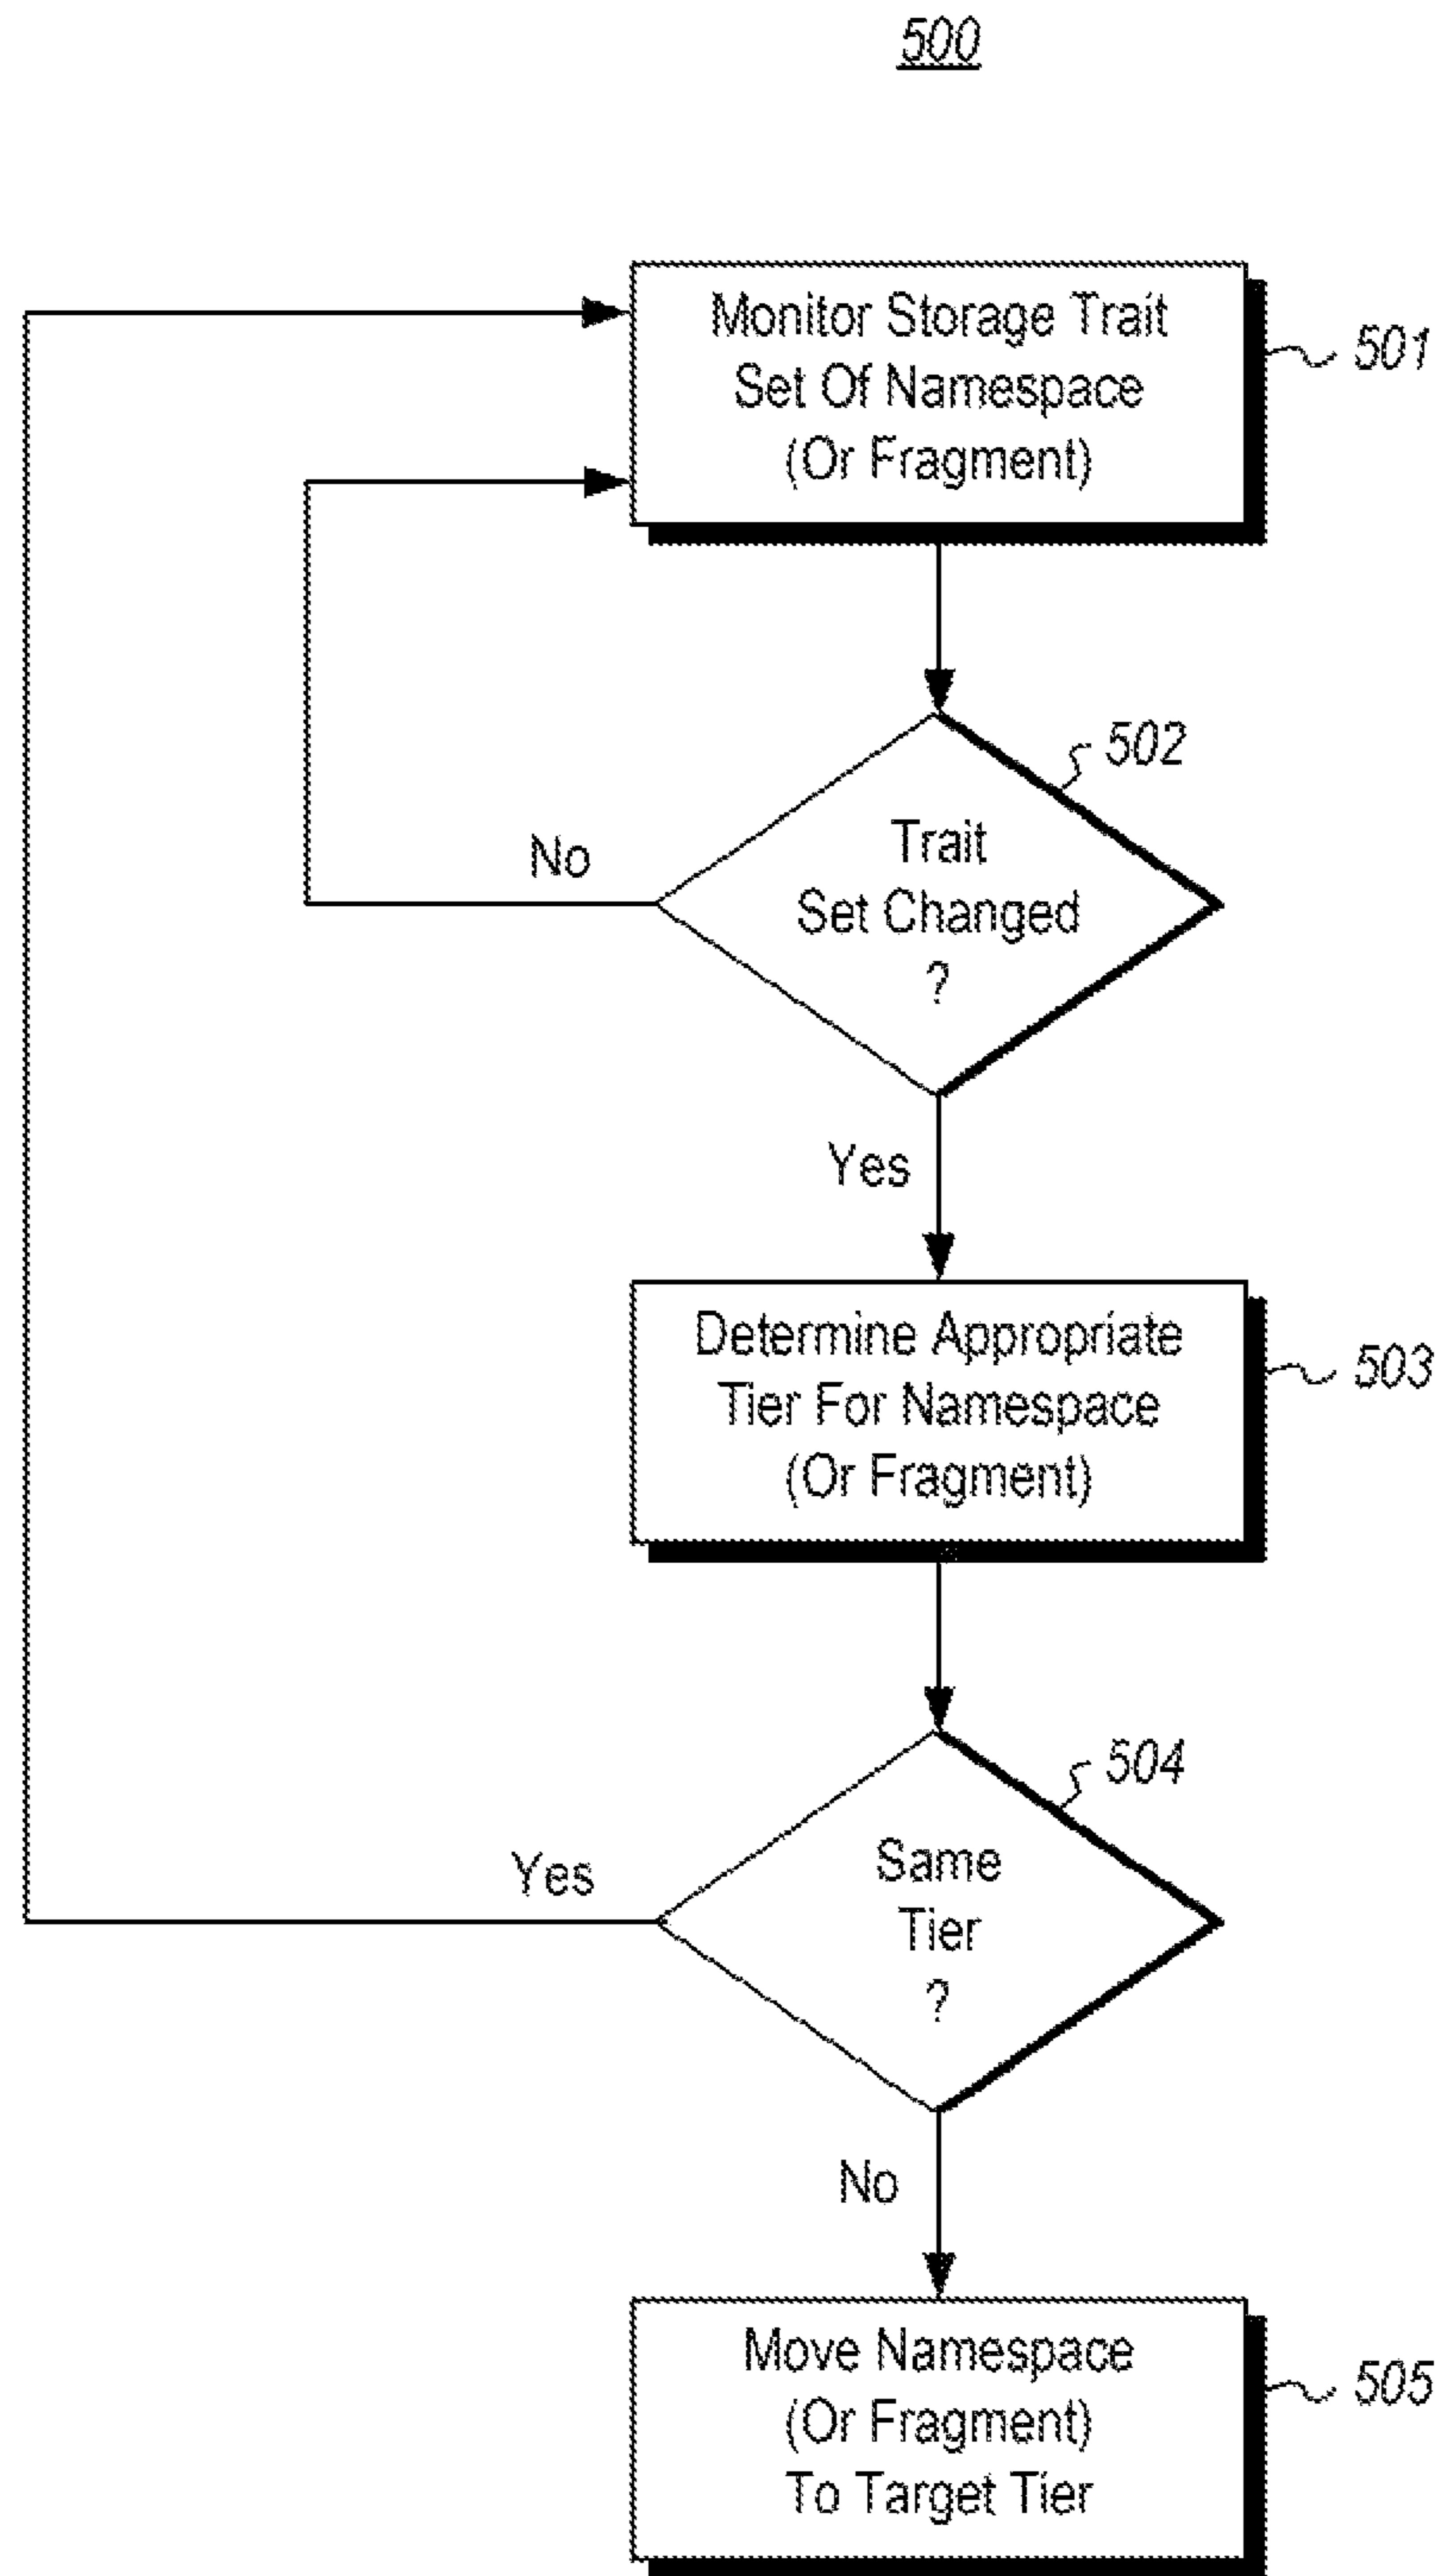 500
Monitor Storage Trait
Set Of Namespace
(Or Fragment)
501
502
Trait
Set Changed
?
No
Yes
Determine Appropriate
Tier For Namespace
(Or Fragment)
503
504
Same
Tier
?
Yes
No
Move Namespace
(Or Fragment)
To Target Tier
505